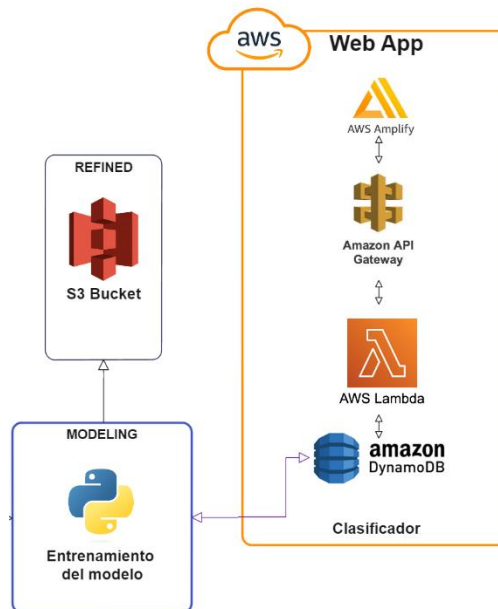 aws
Web App
AWS Amplify
Amazon API
Gateway
AWS Lambda
amazon
DynamoDB
Clasificador
REFINED
S3 Bucket
MODELING
Entrenamiento
del modelo